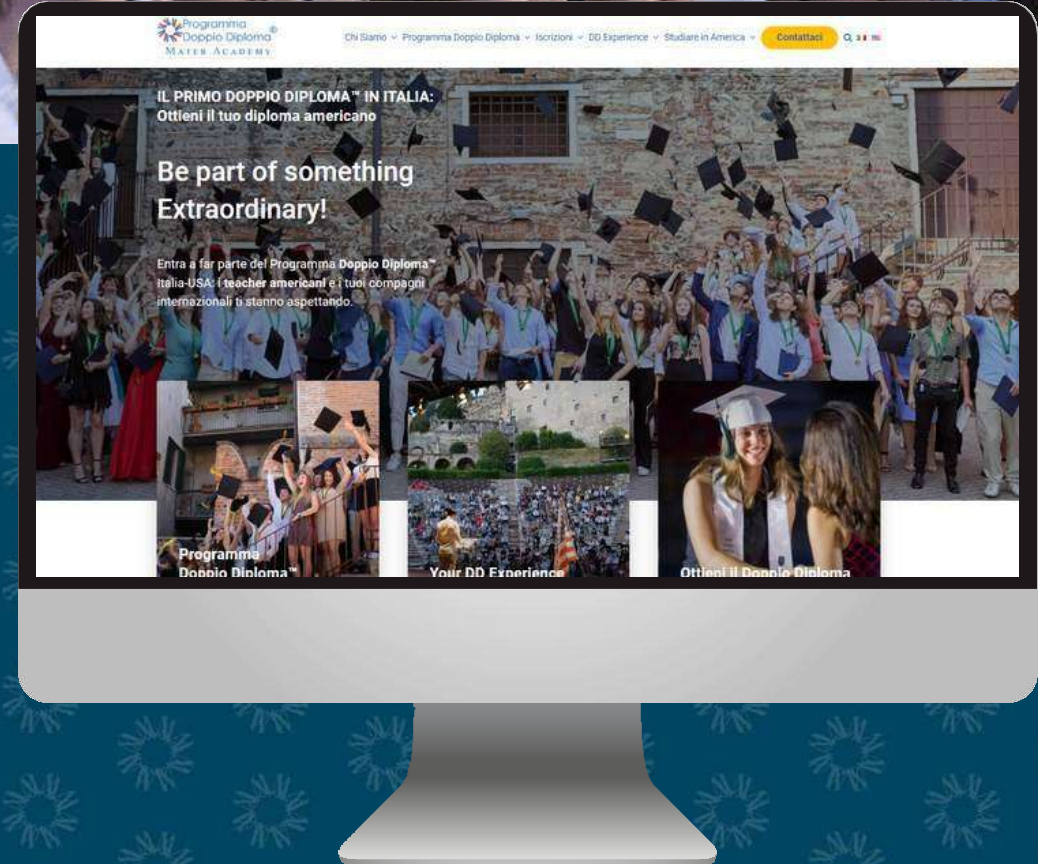 Programma
Doppio Diploma®
MATER ACADEMY
Chi Siamo Programma Doppio Diploma Iscrizioni DD Experience Studiare in America Contattaci
IL PRIMO DOPPIO DIPLOMA™ IN ITALIA:
Ottieni il tuo diploma americano
Be part of something
Extraordinary!
Entra a far parte del Programma Doppio Diploma™
Italia-USA: i teacher americani e i tuoi compagni
internazionali ti stanno aspettando.
Programma
Doppio Diploma™
Your DD Experience
Ottieni il Doppio Diploma